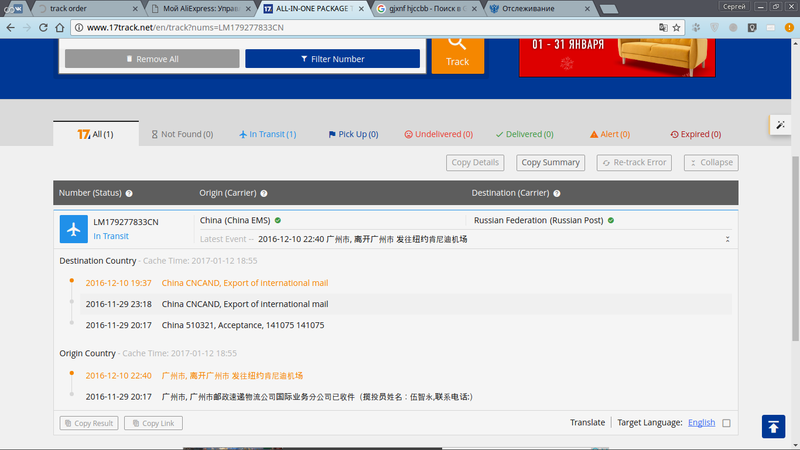 track order
Мой AliExpress: Управ
ALL-IN-ONE PACKAGE T
gjxnf hjccbb - Поиск в G
Отслеживание
Сергей
www.17track.net/en/track?nums=LM179277833CN
Remove All
Filter Number
Track
01 - 31 ЯНВАРЯ
All (1)
Not Found (0)
In Transit (1)
Pick Up (0)
Undelivered (0)
Delivered (0)
Alert (0)
Expired (0)
Copy Details
Copy Summary
Re-track Error
Collapse
Number (Status)
Origin (Carrier)
Destination (Carrier)
LM179277833CN
In Transit
China (China EMS)
Russian Federation (Russian Post)
Latest Event -- 2016-12-10 22:40 广州市, 离开广州市 发往纽约肯尼迪机场
Destination Country - Cache Time: 2017-01-12 18:55
2016-12-10 19:37 China CNCAND, Export of international mail
2016-11-29 23:18 China CNCAND, Export of international mail
2016-11-29 20:17 China 510321, Acceptance, 141075 141075
Origin Country - Cache Time: 2017-01-12 18:55
2016-12-10 22:40 广州市, 离开广州市 发往纽约肯尼迪机场
2016-11-29 20:17 广州市, 广州市邮政速递物流公司国际业务分公司已收件（揽投员姓名：伍智永,联系电话:）
Copy Result
Copy Link
Translate
Target Language: English